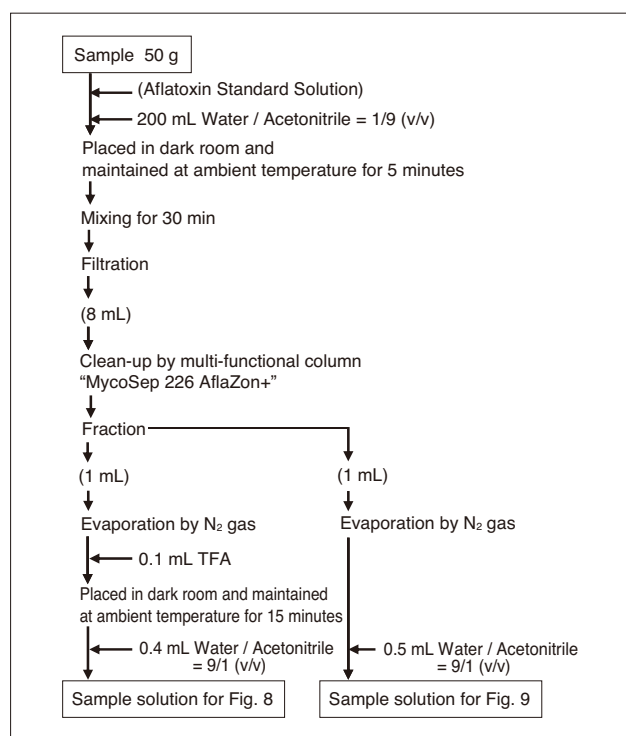 Sample 50 g
(Aflatoxin Standard Solution)
200 mL Water / Acetonitrile = 1/9 (v/v)
Placed in dark room and
maintained at ambient temperature for 5 minutes
Mixing for 30 min
Filtration
(8 mL)
Clean-up by multi-functional column
“MycoSep 226 AflaZon+”
Fraction
(1 mL)
Evaporation by N₂ gas
0.1 mL TFA
Placed in dark room and maintained
at ambient temperature for 15 minutes
0.4 mL Water / Acetonitrile
= 9/1 (v/v)
Sample solution for Fig. 8
(1 mL)
Evaporation by N₂ gas
0.5 mL Water / Acetonitrile
= 9/1 (v/v)
Sample solution for Fig. 9